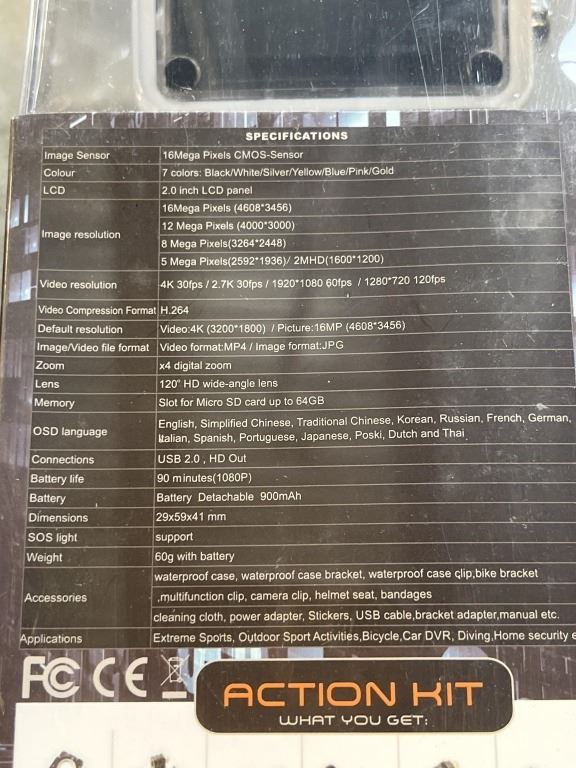 SPECIFICATIONS
Image Sensor 16Mega Pixels CMOS-Sensor
Colour 7 colors: Black/White/Silver/Yellow/Blue/Pink/Gold
LCD 2.0 inch LCD panel
Image resolution 16Mega Pixels (4608*3456)
12 Mega Pixels (4000*3000)
8 Mega Pixels(3264*2448)
5 Mega Pixels(2592*1936)/ 2MHD(1600*1200)
Video resolution 4K 30fps / 2.7K 30fps / 1920*1080 60fps / 1280*720 120fps
Video Compression Format H.264
Default resolution Video:4K (3200*1800) / Picture:16MP (4608*3456)
Image/Video file format Video format:MP4 / Image format:JPG
Zoom x4 digital zoom
Lens 120° HD wide-angle lens
Memory Slot for Micro SD card up to 64GB
OSD language English, Simplified Chinese, Traditional Chinese, Korean, Russian, French, German,
Italian, Spanish, Portuguese, Japanese, Poski, Dutch and Thai
Connections USB 2.0 , HD Out
Battery life 90 minutes(1080P)
Battery Battery Detachable 900mAh
Dimensions 29x59x41 mm
SOS light support
Weight 60g with battery
Accessories waterproof case, waterproof case bracket, waterproof case clip,bike bracket
,multifunction clip, camera clip, helmet seat, bandages
cleaning cloth, power adapter, Stickers, USB cable,bracket adapter,manual etc.
Applications Extreme Sports, Outdoor Sport Activities,Bicycle,Car DVR, Diving,Home security e
FC CE
ACTION KIT
WHAT YOU GET: